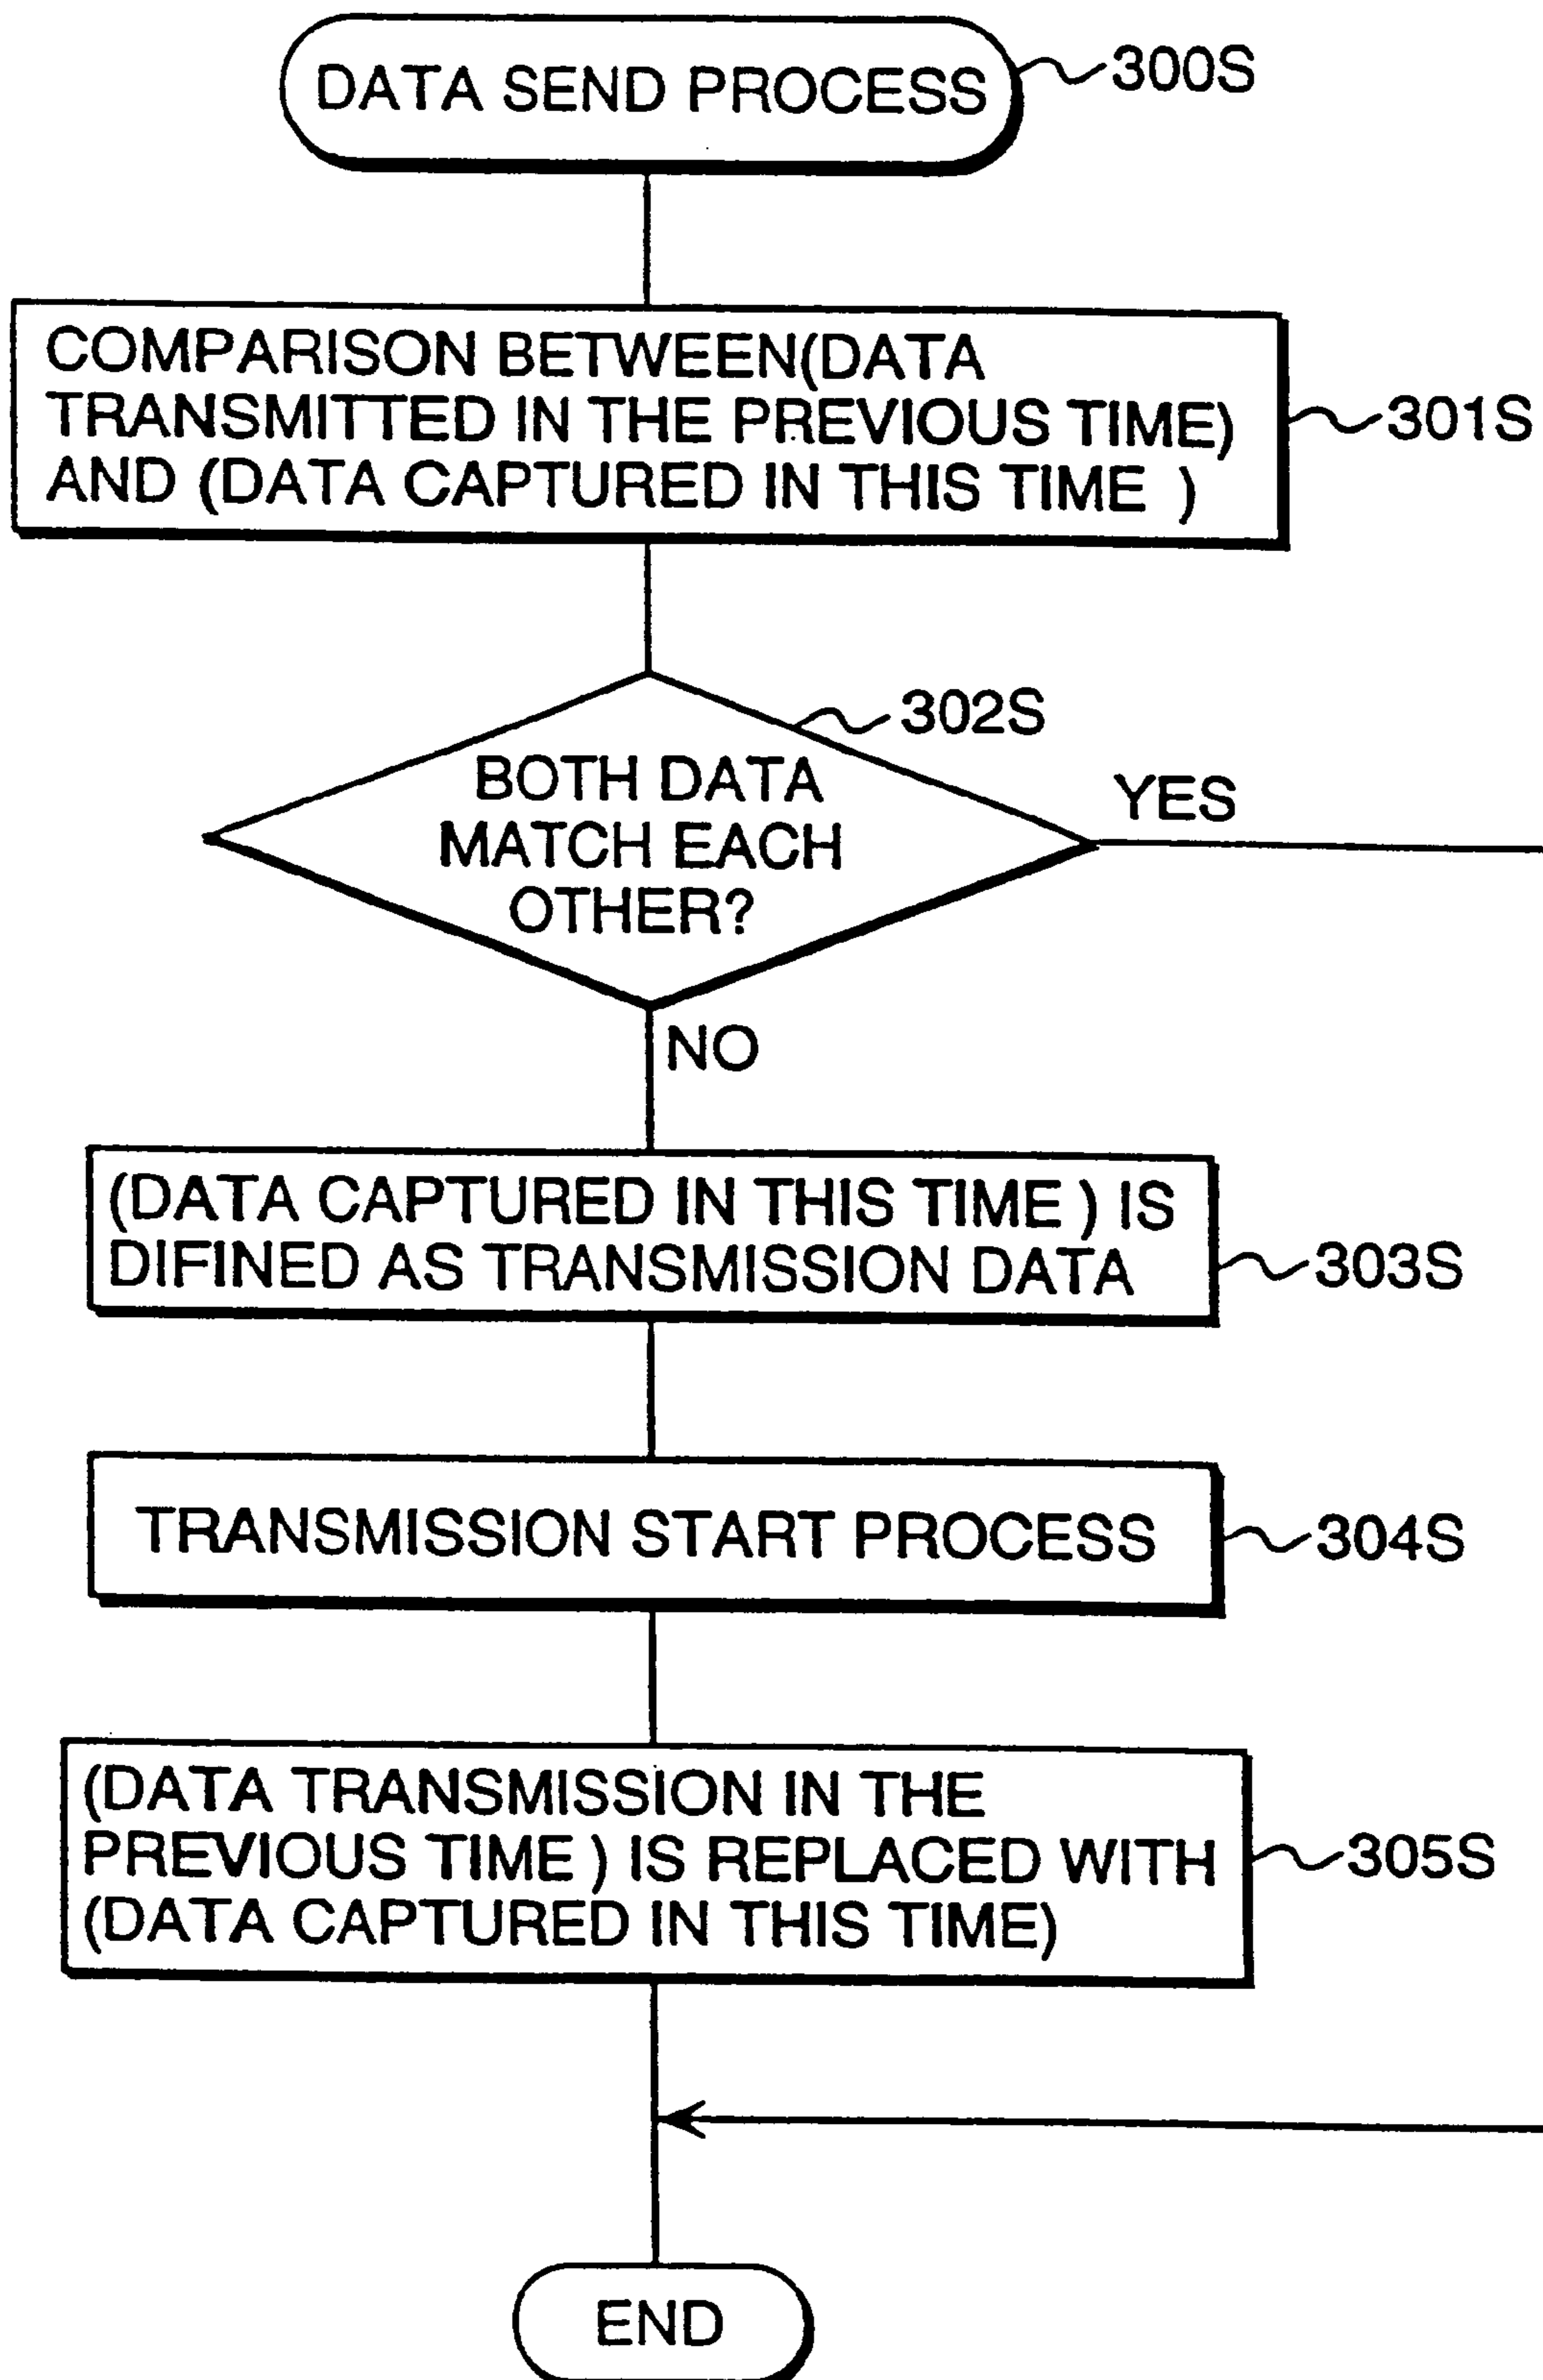 DATA SEND PROCESS
300S
COMPARISON BETWEEN(DATA
TRANSMITTED IN THE PREVIOUS TIME)
AND (DATA CAPTURED IN THIS TIME )
301S
302S
BOTH DATA
MATCH EACH
OTHER?
YES
NO
(DATA CAPTURED IN THIS TIME ) IS
DIFINED AS TRANSMISSION DATA
303S
TRANSMISSION START PROCESS
304S
(DATA TRANSMISSION IN THE
PREVIOUS TIME ) IS REPLACED WITH
(DATA CAPTURED IN THIS TIME)
305S
END